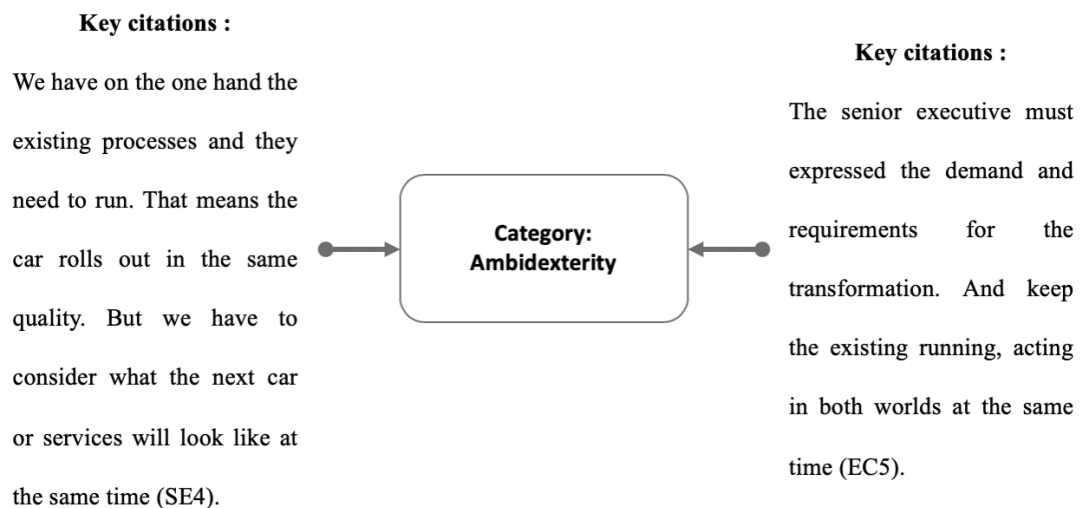 Key citations :
We have on the one hand the
existing processes and they
need to run. That means the
car rolls out in the same
quality. But we have to
consider what the next car
or services will look like at
the same time (SE4).
Category:
Ambidexterity
Key citations :
The senior executive must
expressed the demand and
requirements for the
transformation. And keep
the existing running, acting
in both worlds at the same
time (EC5).